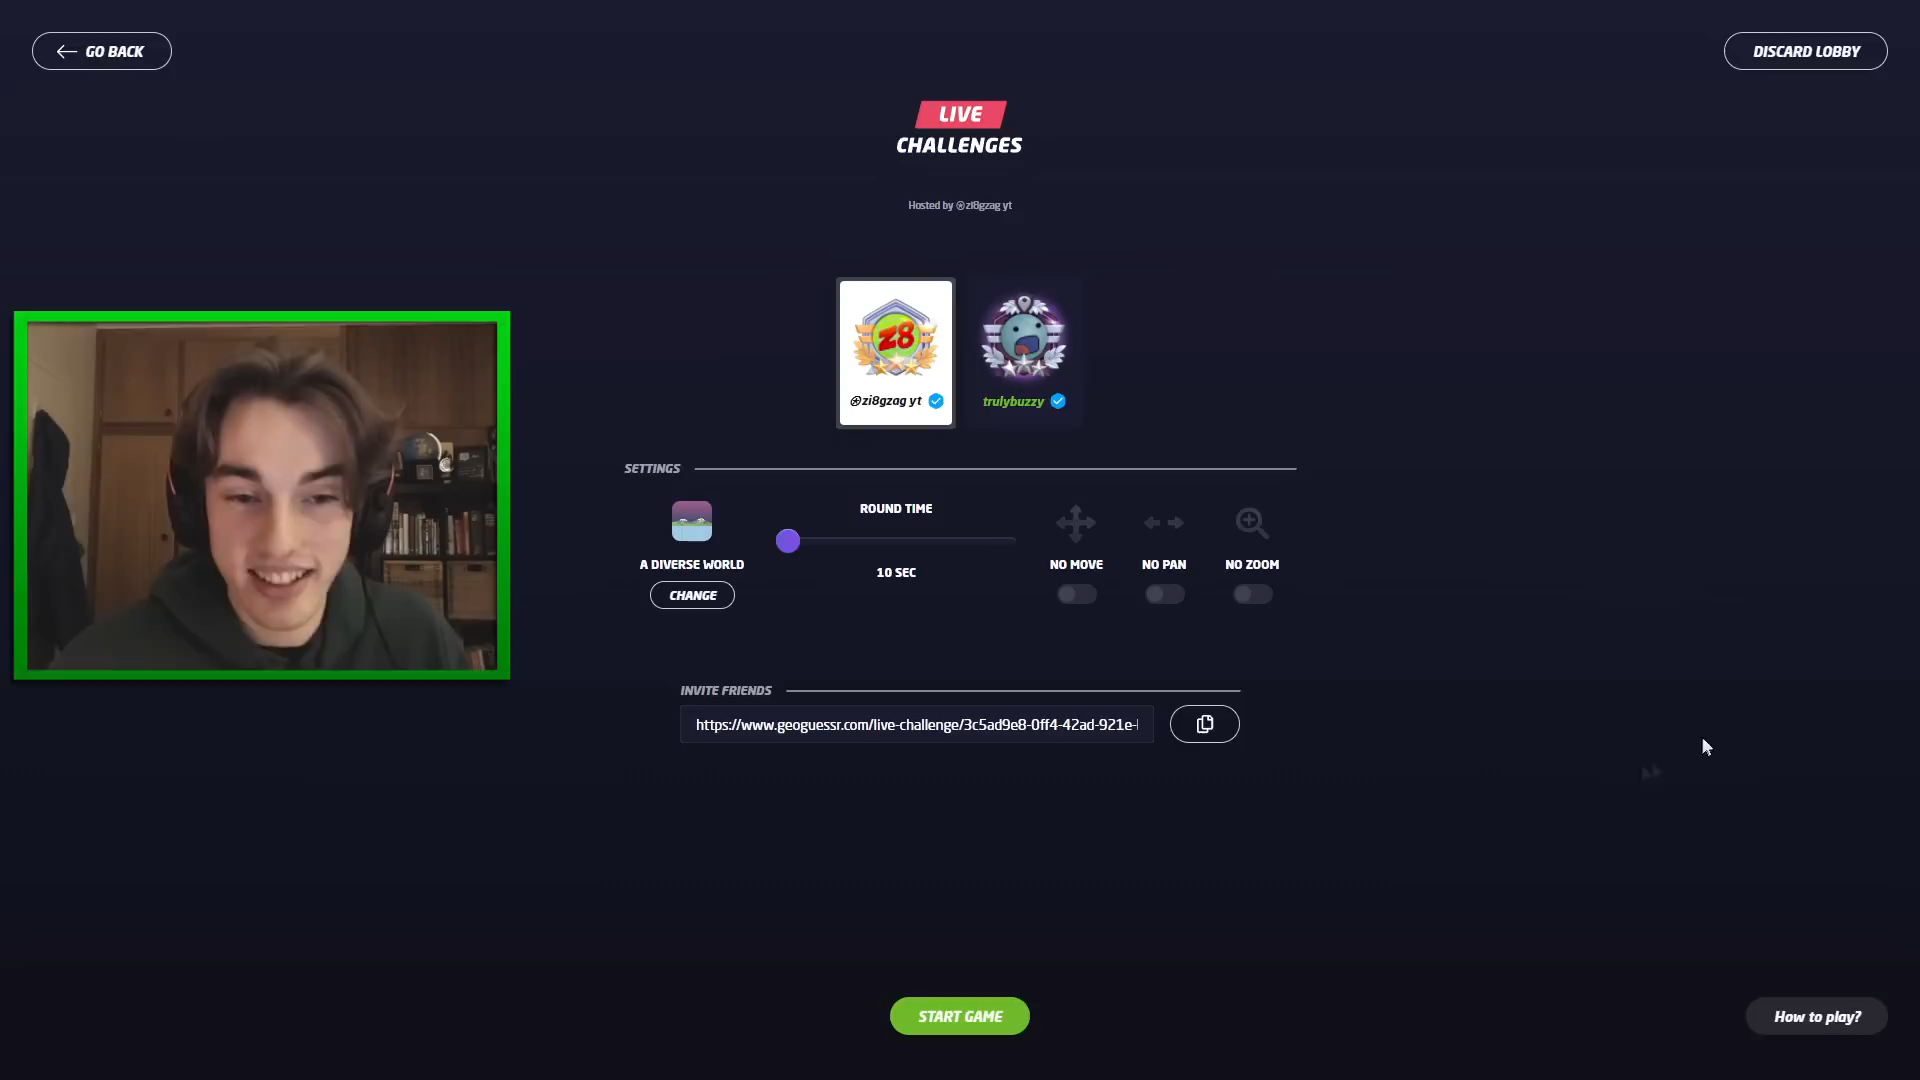 GO BACK
DISCARD LOBBY
LIVE
CHALLENGES
Hosted by @zi8gzag yt
Z8
@zi8gzag yt
trulybuzzy
SETTINGS
A DIVERSE WORLD
CHANGE
ROUND TIME
10 SEC
NO MOVE
NO PAN
NO ZOOM
INVITE FRIENDS
https://www.geoguessr.com/live-challenge/3c5ad9e8-0ff4-42ad-921e-
START GAME
How to play?